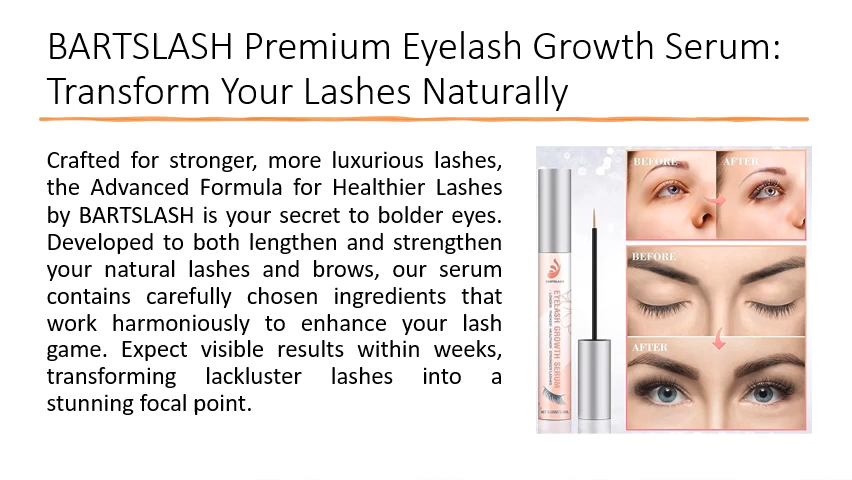 BARTSLASH Premium Eyelash Growth Serum:
Transform Your Lashes Naturally
Crafted for stronger, more luxurious lashes,
the Advanced Formula for Healthier Lashes
by BARTSLASH is your secret to bolder eyes.
Developed to both lengthen and strengthen
your natural lashes and brows, our serum
contains carefully chosen ingredients that
work harmoniously to enhance your lash
game. Expect visible results within weeks,
transforming lackluster lashes into a
stunning focal point.
BARTSLASH
EYELASH GROWTH SERUM
BEFORE
AFTER
BEFORE
AFTER